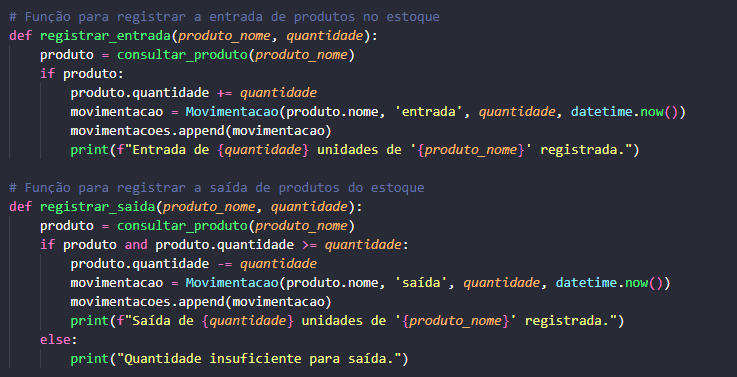 # Função para registrar a entrada de produtos no estoque
def registrar_entrada(produto_nome, quantidade):
    produto = consultar_produto(produto_nome)
    if produto:
        produto.quantidade += quantidade
        movimentacao = Movimentacao(produto.nome, 'entrada', quantidade, datetime.now())
        movimentacoes.append(movimentacao)
        print(f"Entrada de {quantidade} unidades de '{produto_nome}' registrada.")

# Função para registrar a saída de produtos do estoque
def registrar_saida(produto_nome, quantidade):
    produto = consultar_produto(produto_nome)
    if produto and produto.quantidade >= quantidade:
        produto.quantidade -= quantidade
        movimentacao = Movimentacao(produto.nome, 'saída', quantidade, datetime.now())
        movimentacoes.append(movimentacao)
        print(f"Saída de {quantidade} unidades de '{produto_nome}' registrada.")
    else:
        print("Quantidade insuficiente para saída.")